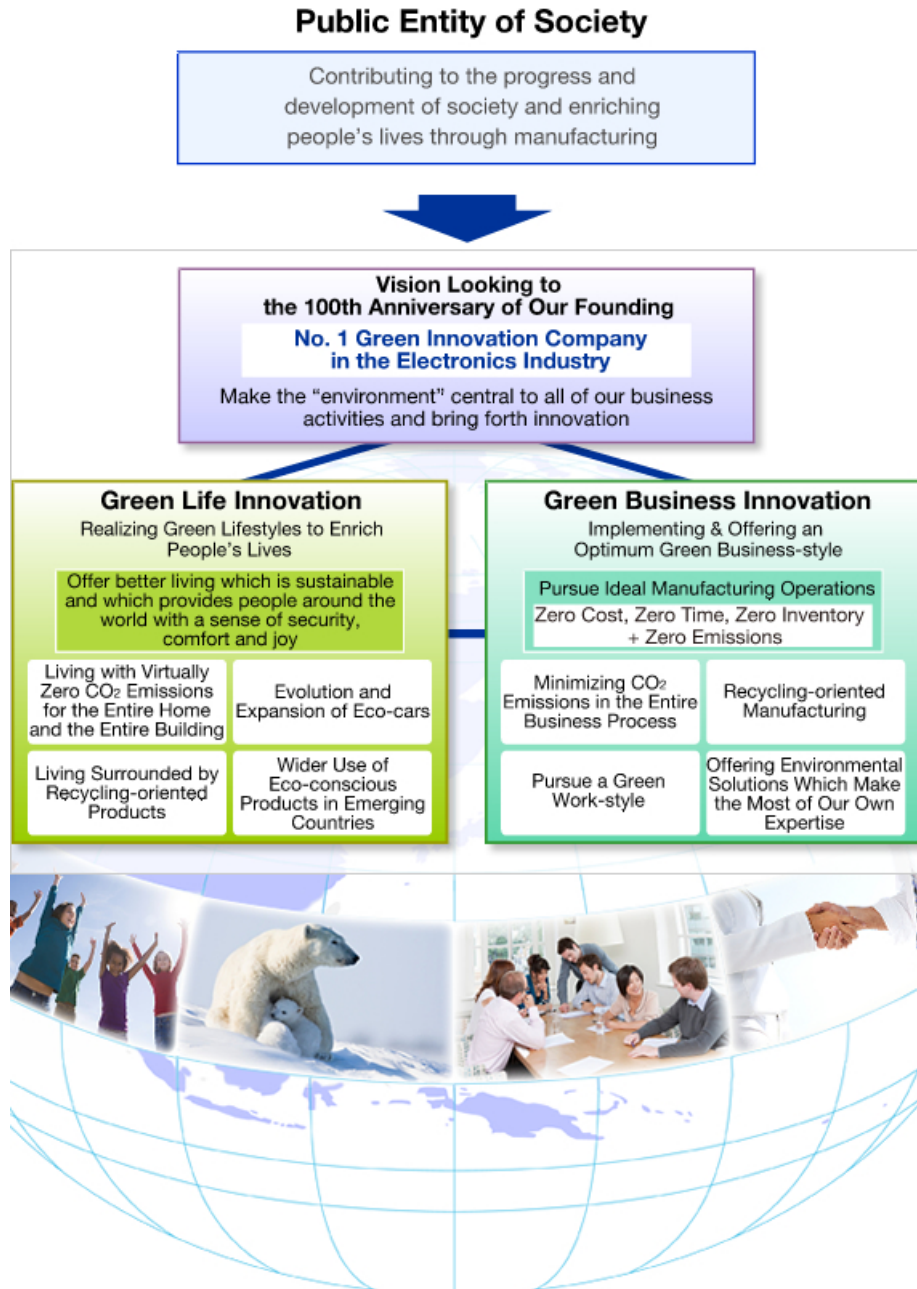 Public Entity of Society
Contributing to the progress and
development of society and enriching
people's lives through manufacturing
Vision Looking to
the 100th Anniversary of Our Founding
No. 1 Green Innovation Company
in the Electronics Industry
Make the “environment” central to all of our business
activities and bring forth innovation
Green Life Innovation
Realizing Green Lifestyles to Enrich
People's Lives
Offer better living which is sustainable
and which provides people around the
world with a sense of security,
comfort and joy
Living with Virtually
Zero CO₂ Emissions
for the Entire Home
and the Entire Building
Evolution and
Expansion of Eco-cars
Living Surrounded by
Recycling-oriented
Products
Wider Use of
Eco-conscious
Products in Emerging
Countries
Green Business Innovation
Implementing & Offering an
Optimum Green Business-style
Pursue Ideal Manufacturing Operations
Zero Cost, Zero Time, Zero Inventory
+ Zero Emissions
Minimizing CO₂
Emissions in the Entire
Business Process
Recycling-oriented
Manufacturing
Pursue a Green
Work-style
Offering Environmental
Solutions Which Make
the Most of Our Own
Expertise